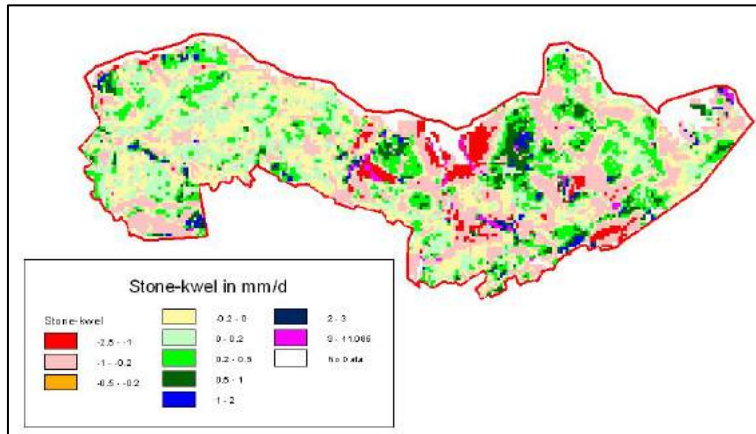 Stone-kwel in mm/d
Stone-kwel
-2.5 - -1
-1 - -0.2
-0.5 - -0.2
-0.2 - 0
0 - 0.2
0.2 - 0.5
0.5 - 1
1 - 2
2 - 3
3 - 11.085
No Data